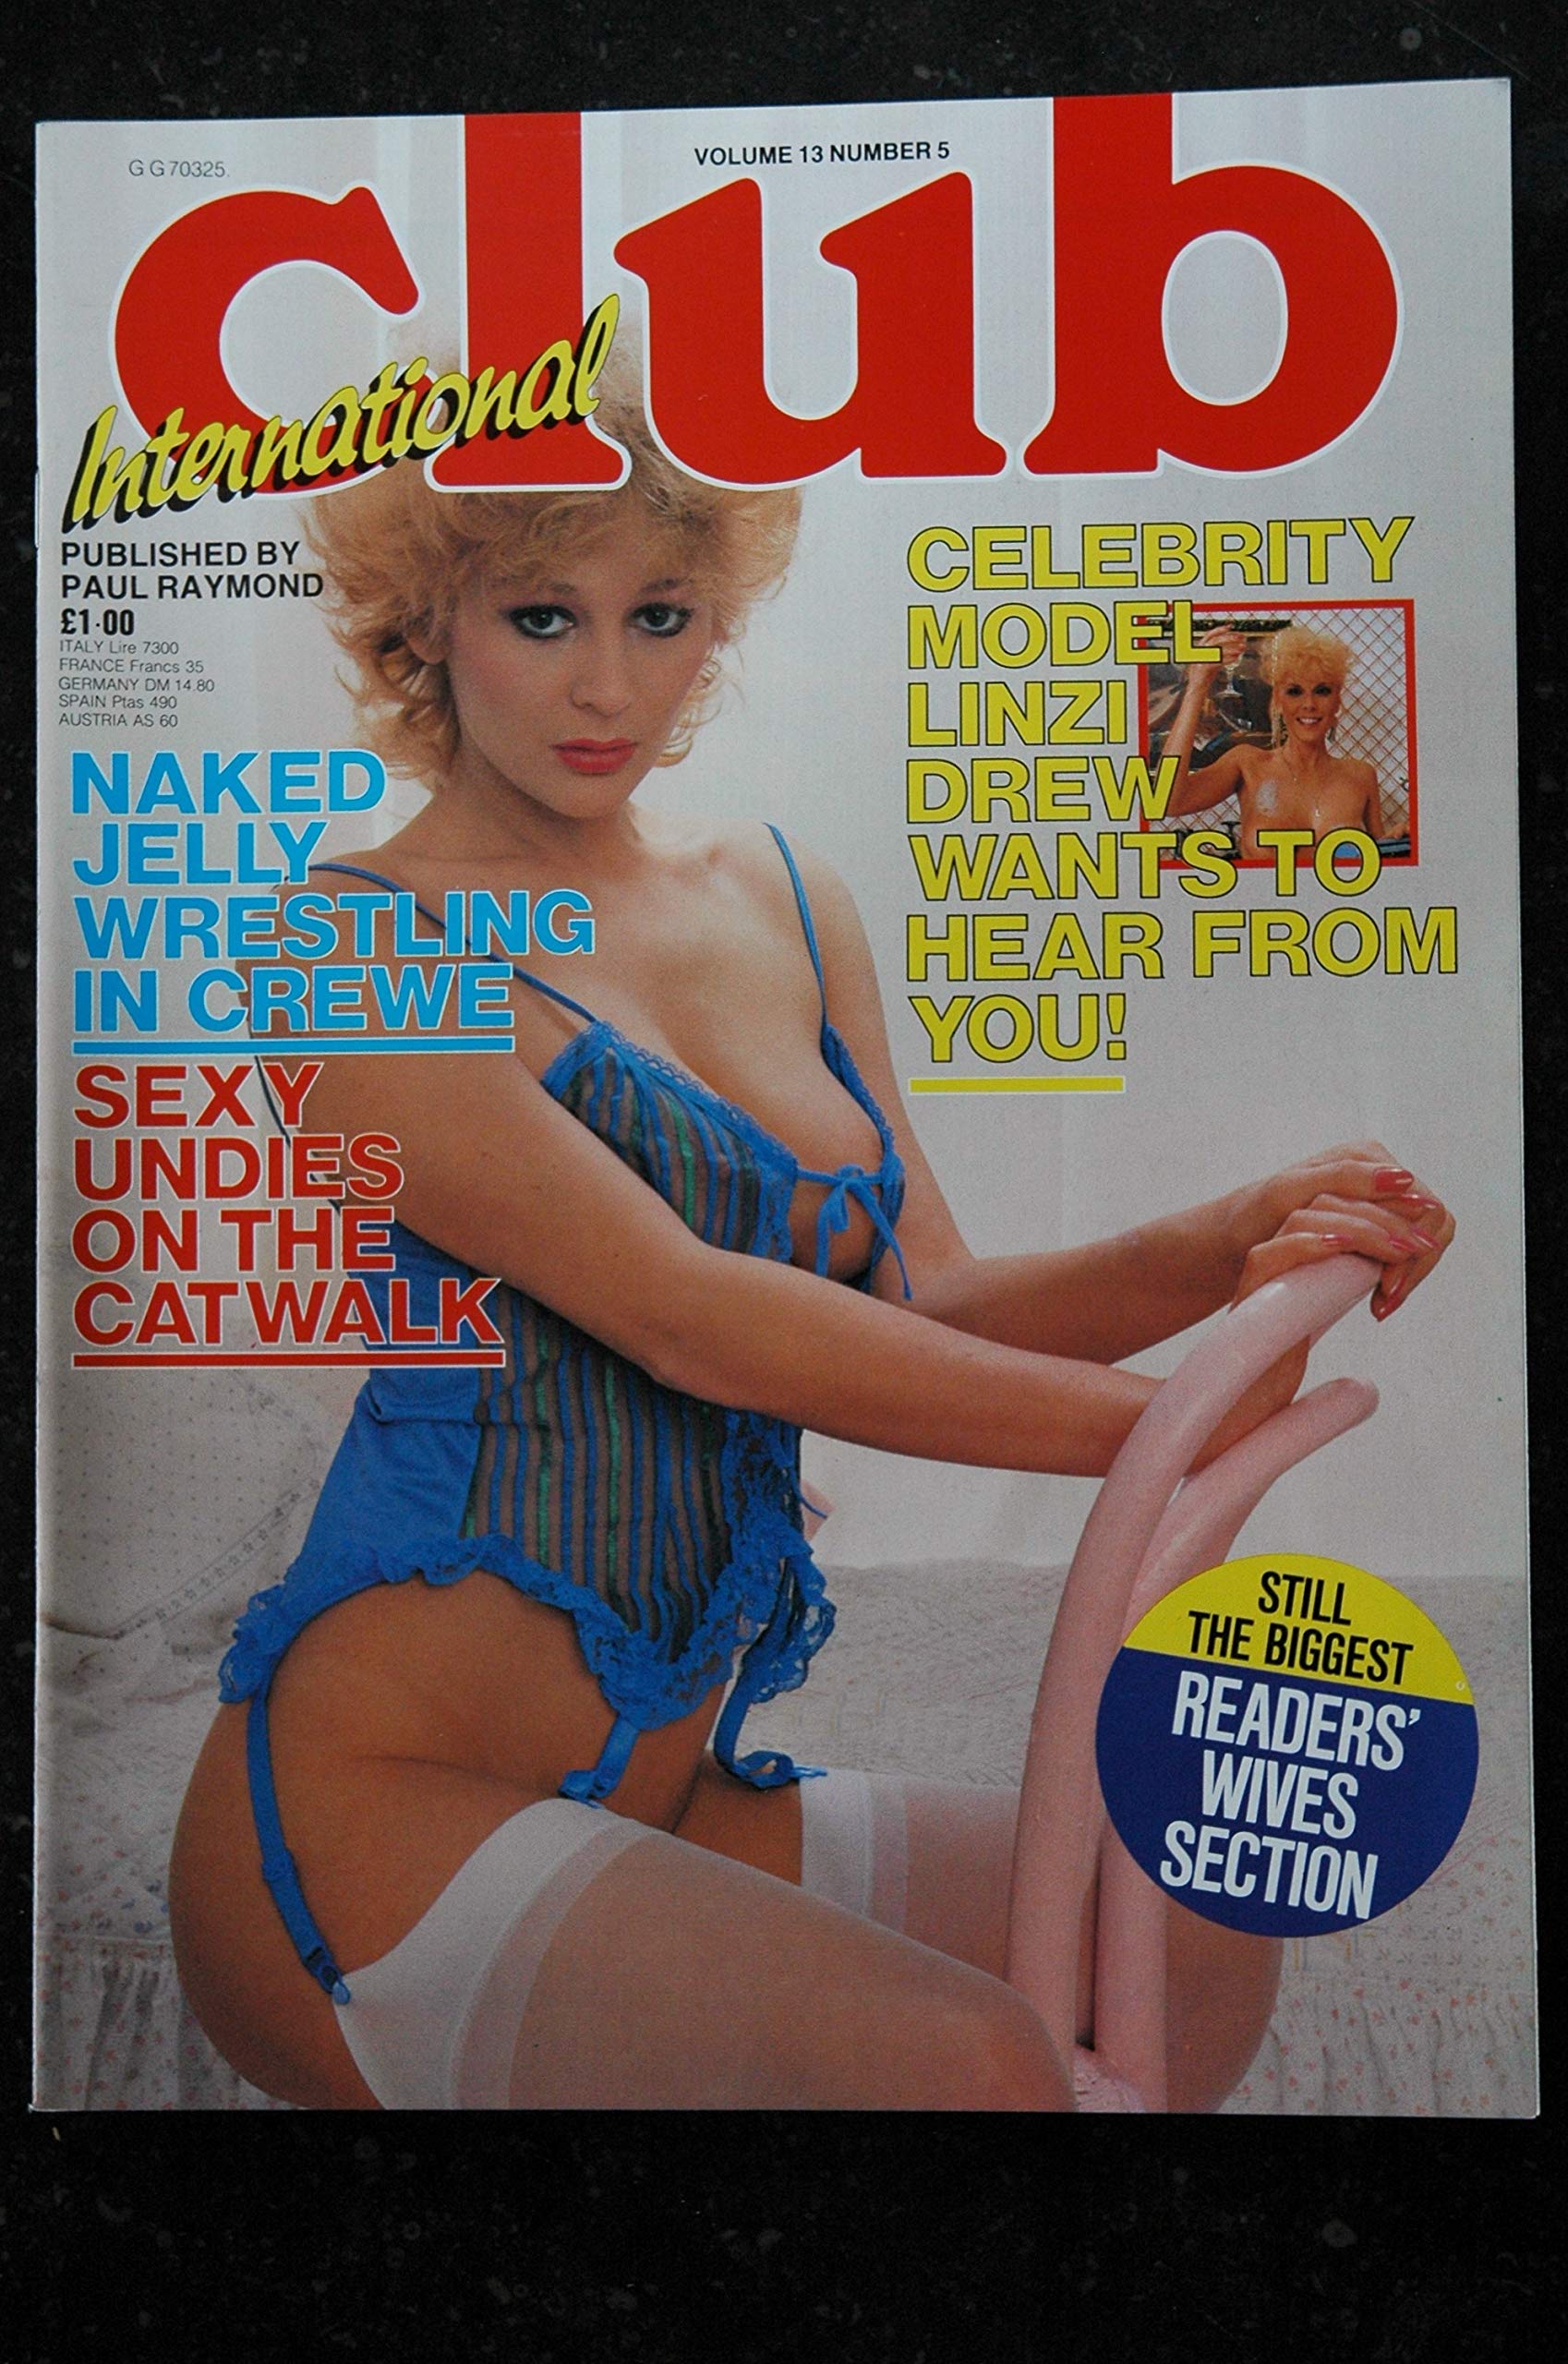 G G 70325.
VOLUME 13 NUMBER 5
club
International
PUBLISHED BY
PAUL RAYMOND
£1·00
ITALY Lire 7300
FRANCE Francs 35
GERMANY DM 14.80
SPAIN Ptas 490
AUSTRIA AS 60
NAKED
JELLY
WRESTLING
IN CREWE
SEXY
UNDIES
ON THE
CATWALK
CELEBRITY
MODEL
LINZI
DREW
WANTS TO
HEAR FROM
YOU!
STILL
THE BIGGEST
READERS'
WIVES
SECTION